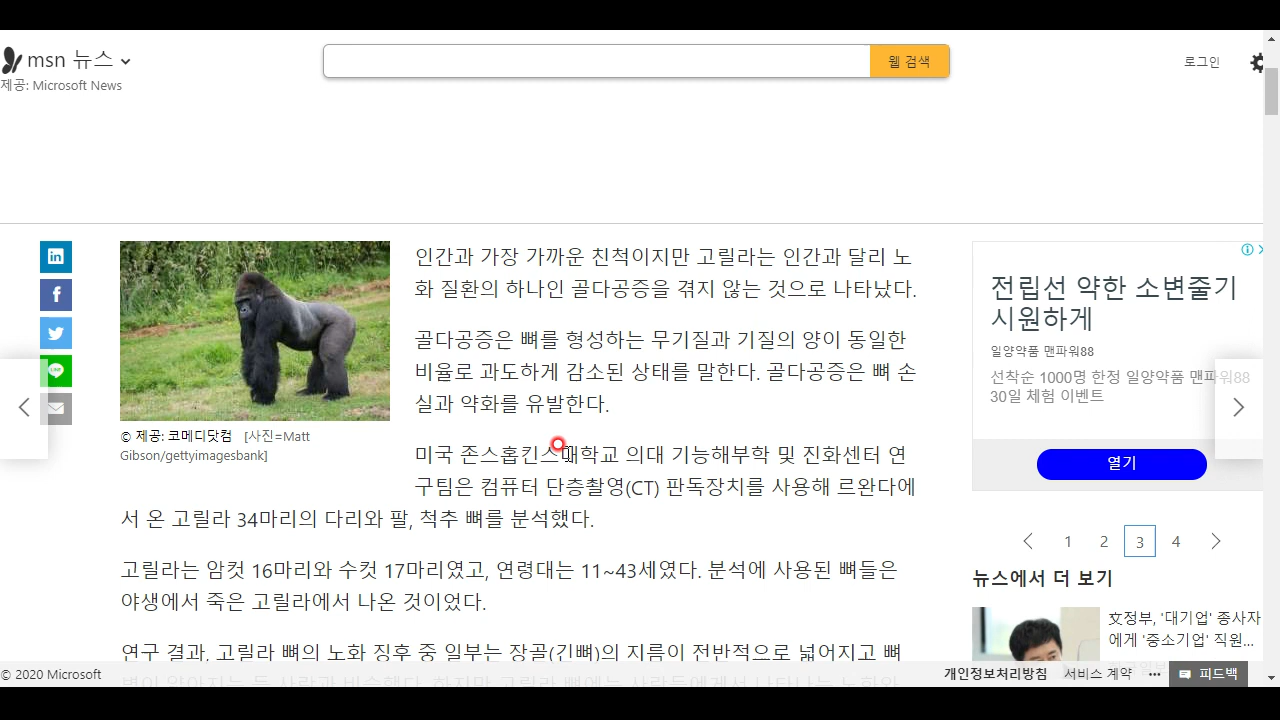 msn 뉴스
웹 검색
로그인
제공: Microsoft News
인간과 가장 가까운 친척이지만 고릴라는 인간과 달리 노
화 질환의 하나인 골다공증을 겪지 않는 것으로 나타났다.
골다공증은 뼈를 형성하는 무기질과 기질의 양이 동일한
비율로 과도하게 감소된 상태를 말한다. 골다공증은 뼈 손
실과 약화를 유발한다.
© 제공: 코메디닷컴 [사진=Matt
Gibson/gettyimagesbank]
미국 존스홉킨스대학교 의대 기능해부학 및 진화센터 연
구팀은 컴퓨터 단층촬영(CT) 판독장치를 사용해 르완다에
서 온 고릴라 34마리의 다리와 팔, 척추 뼈를 분석했다.
고릴라는 암컷 16마리와 수컷 17마리였고, 연령대는 11~43세였다. 분석에 사용된 뼈들은
야생에서 죽은 고릴라에서 나온 것이었다.
연구 결과, 고릴라 뼈의 노화 징후 중 일부는 장골(긴뼈)의 지름이 전반적으로 넓어지고 뼈
전립선 약한 소변줄기
시원하게
일양약품 맨파워88
선착순 1000명 한정 일양약품 맨파워88
30일 체험 이벤트
열기
1 2 3 4
뉴스에서 더 보기
文정부, '대기업' 종사자
에게 '중소기업' 직원...
© 2020 Microsoft
개인정보처리방침 서비스 계약 ••• 피드백